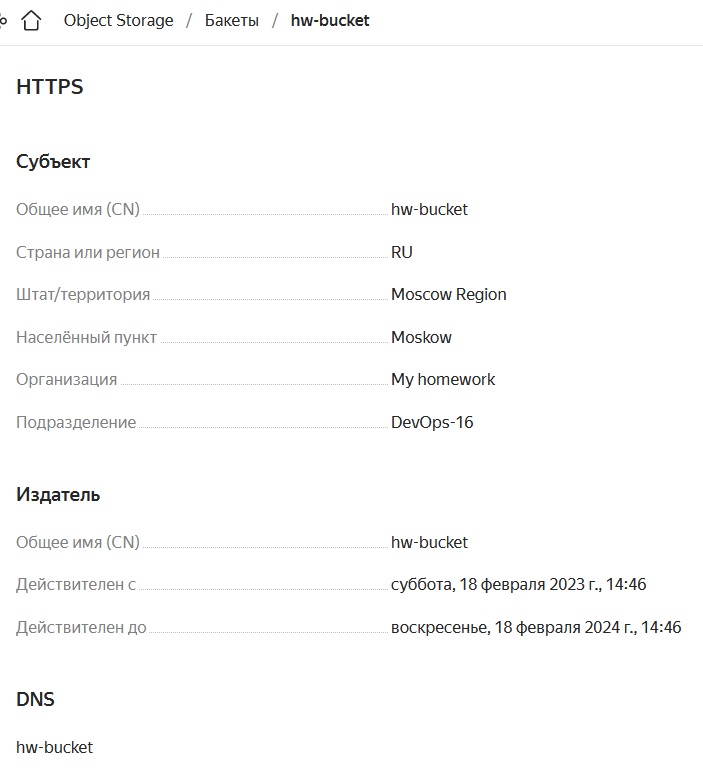 Object Storage / Бакеты / hw-bucket
HTTPS
Субъект
Общее имя (CN) hw-bucket
Страна или регион RU
Штат/территория Moscow Region
Населённый пункт Moskow
Организация My homework
Подразделение DevOps-16
Издатель
Общее имя (CN) hw-bucket
Действителен с суббота, 18 февраля 2023 г., 14:46
Действителен до воскресенье, 18 февраля 2024 г., 14:46
DNS
hw-bucket